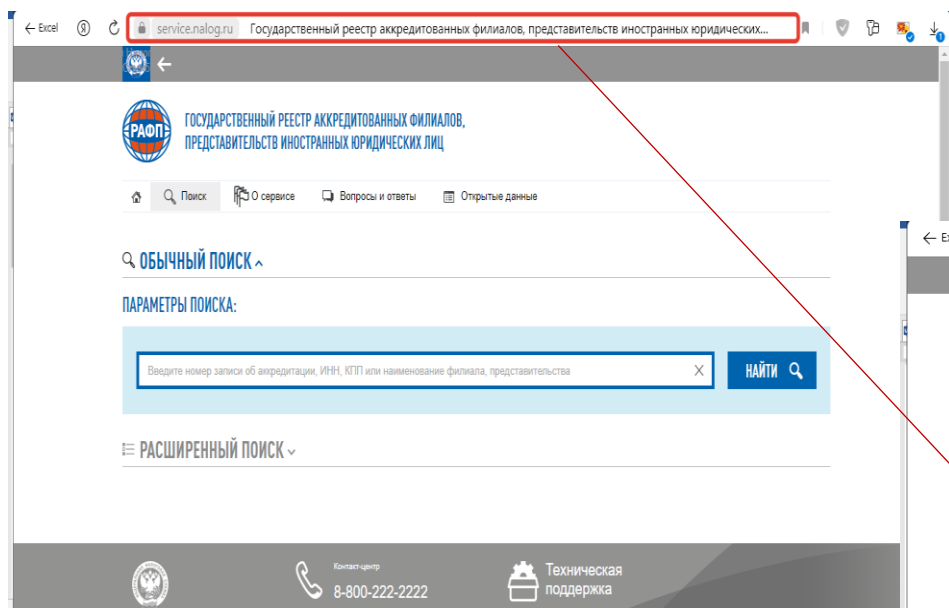 ← Excel
service.nalog.ru Государственный реестр аккредитованных филиалов, представительств иностранных юридических...
РАФП
ГОСУДАРСТВЕННЫЙ РЕЕСТР АККРЕДИТОВАННЫХ ФИЛИАЛОВ,
ПРЕДСТАВИТЕЛЬСТВ ИНОСТРАННЫХ ЮРИДИЧЕСКИХ ЛИЦ
Поиск О сервисе Вопросы и ответы Открытые данные
ОБЫЧНЫЙ ПОИСК
ПАРАМЕТРЫ ПОИСКА:
Введите номер записи об аккредитации, ИНН, КПП или наименование филиала, представительства X НАЙТИ
РАСШИРЕННЫЙ ПОИСК
Контакт-центр
8-800-222-2222
Техническая
поддержка